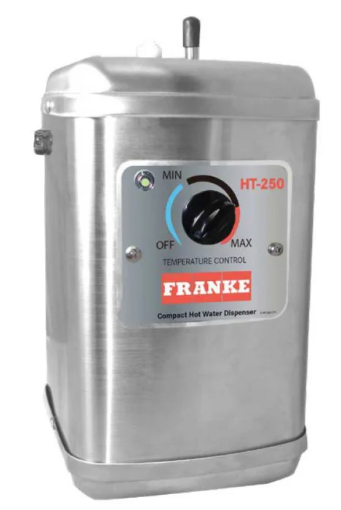 MIN
HT-250
OFF
MAX
TEMPERATURE CONTROL
FRANKE
Compact Hot Water Dispenser